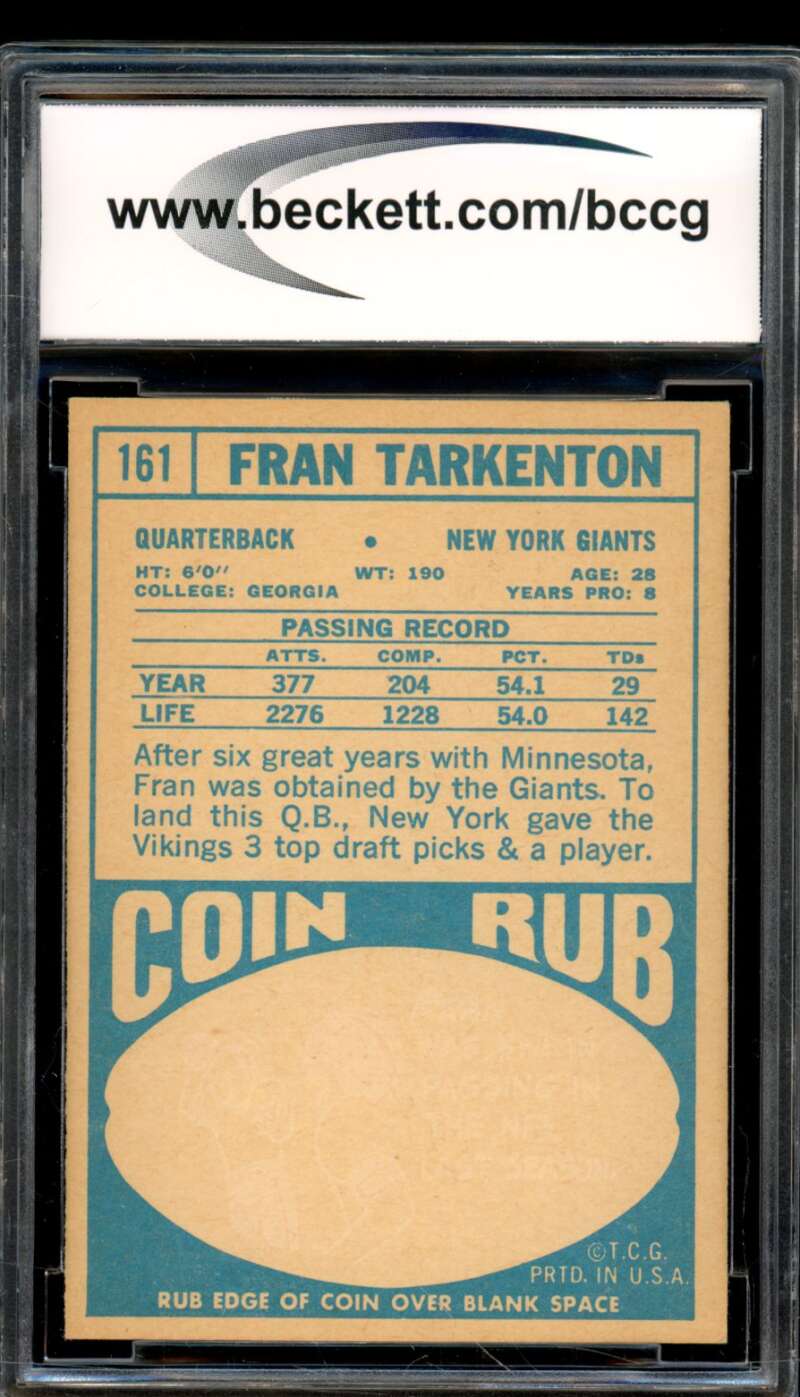 www.beckett.com/bccg
161 FRAN TARKENTON
QUARTERBACK • NEW YORK GIANTS
HT: 6'0'' WT: 190 AGE: 28
COLLEGE: GEORGIA YEARS PRO: 8
PASSING RECORD
ATTS. COMP. PCT. TDs
YEAR 377 204 54.1 29
LIFE 2276 1228 54.0 142
After six great years with Minnesota,
Fran was obtained by the Giants. To
land this Q.B., New York gave the
Vikings 3 top draft picks & a player.
COIN RUB
PASSING IN
©T.C.G.
PRTD. IN U.S.A.
RUB EDGE OF COIN OVER BLANK SPACE